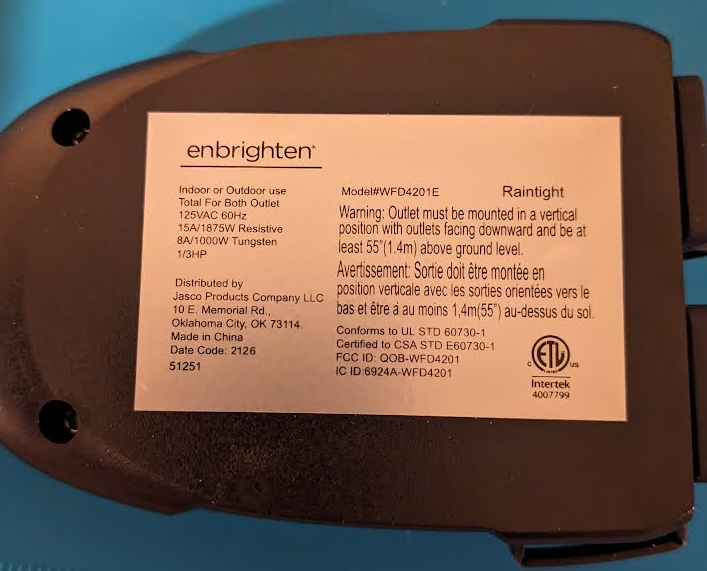 enbrighten®
Indoor or Outdoor use
Total For Both Outlet
125VAC 60Hz
15A/1875W Resistive
8A/1000W Tungsten
1/3HP
Distributed by
Jasco Products Company LLC
10 E. Memorial Rd.,
Oklahoma City, OK 73114
Made in China
Date Code: 2126
51251
Model#WFD4201E
Raintight
Warning: Outlet must be mounted in a vertical
position with outlets facing downward and be at
least 55"(1.4m) above ground level.
Avertissement: Sortie doit être montée en
position verticale avec les sorties orientées vers le
bas et être à au moins 1,4m(55") au-dessus du sol.
Conforms to UL STD 60730-1
Certified to CSA STD E60730-1
FCC ID: QOB-WFD4201
IC ID:6924A-WFD4201
c ETL us
Intertek
4007799